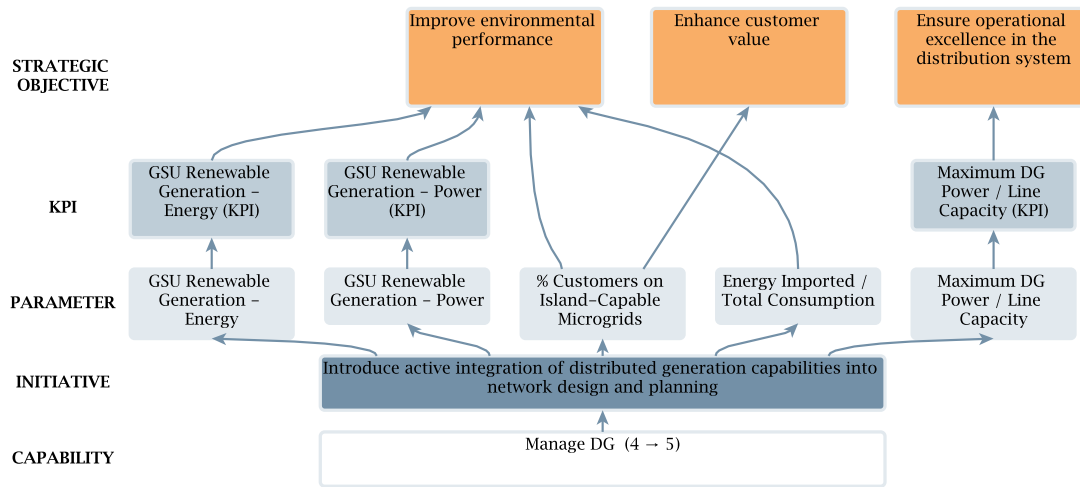 STRATEGIC
OBJECTIVE
Improve environmental
performance
Enhance customer
value
Ensure operational
excellence in the
distribution system
KPI
GSU Renewable
Generation –
Energy (KPI)
GSU Renewable
Generation – Power
(KPI)
Maximum DG
Power / Line
Capacity (KPI)
PARAMETER
GSU Renewable
Generation –
Energy
GSU Renewable
Generation – Power
% Customers on
Island–Capable
Microgrids
Energy Imported /
Total Consumption
Maximum DG
Power / Line
Capacity
INITIATIVE
Introduce active integration of distributed generation capabilities into
network design and planning
CAPABILITY
Manage DG (4 → 5)